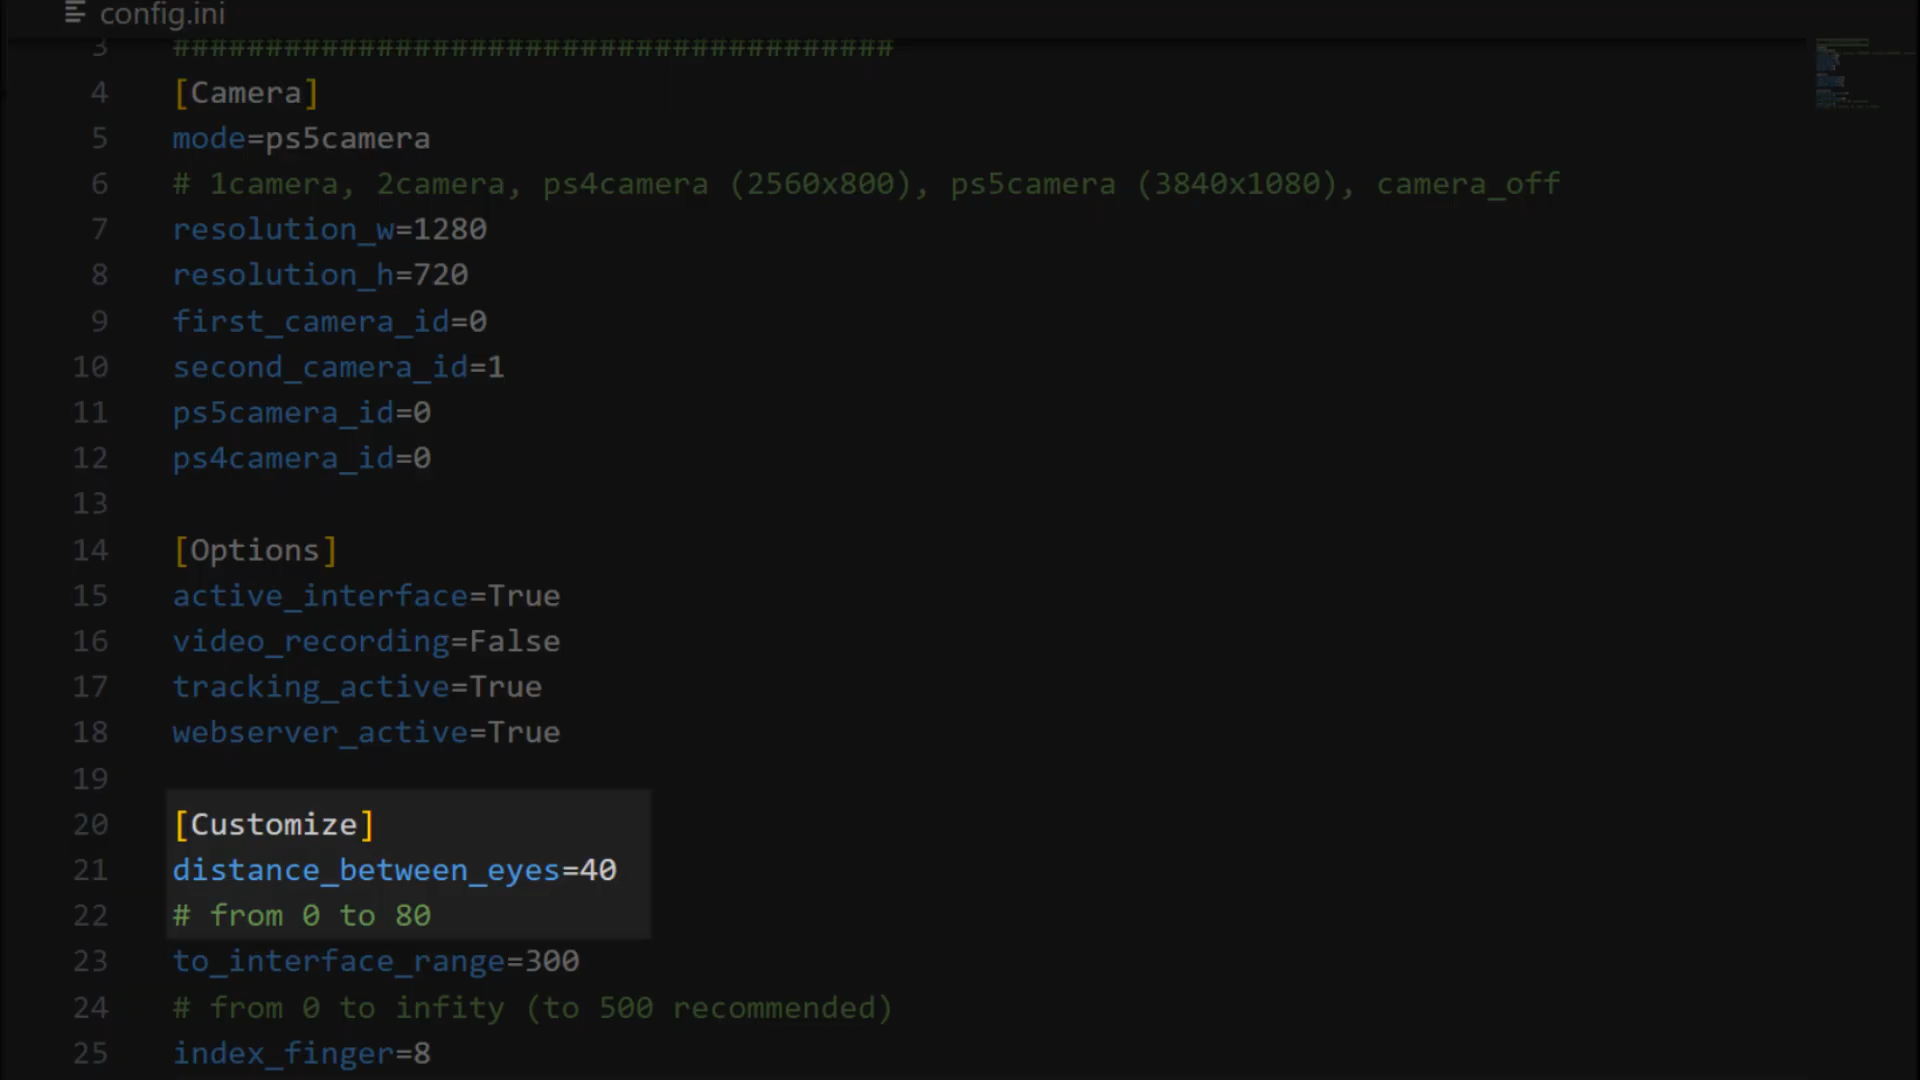 config.ini
3 #######################################
4 [Camera]
5 mode=ps5camera
6 # 1camera, 2camera, ps4camera (2560x800), ps5camera (3840x1080), camera_off
7 resolution_w=1280
8 resolution_h=720
9 first_camera_id=0
10 second_camera_id=1
11 ps5camera_id=0
12 ps4camera_id=0
13
14 [Options]
15 active_interface=True
16 video_recording=False
17 tracking_active=True
18 webserver_active=True
19
20 [Customize]
21 distance_between_eyes=40
22 # from 0 to 80
23 to_interface_range=300
24 # from 0 to infity (to 500 recommended)
25 index_finger=8